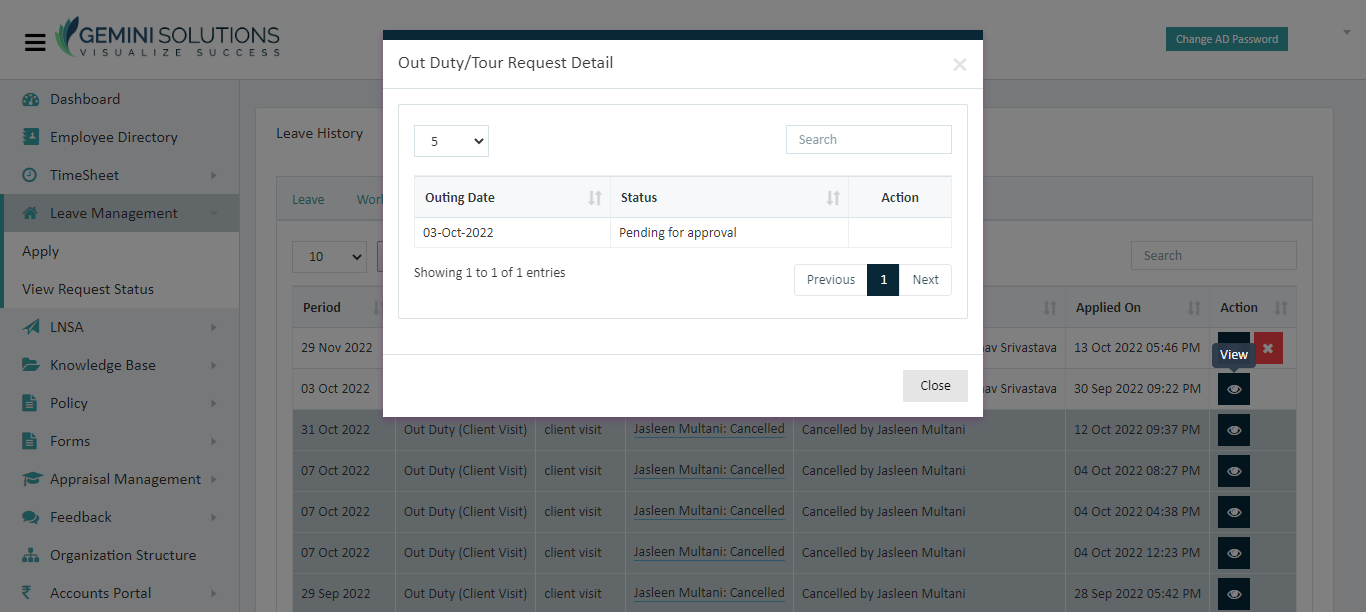 GEMINI SOLUTIONS
VISUALIZE SUCCESS
Change AD Password
Dashboard
Employee Directory
TimeSheet
Leave Management
Apply
View Request Status
LNSA
Knowledge Base
Policy
Forms
Appraisal Management
Feedback
Organization Structure
Accounts Portal
Leave History
Leave
10
Search
Period Applied On Action
29 Nov 2022 Srivastava 13 Oct 2022 05:46 PM
View
03 Oct 2022 Srivastava 30 Sep 2022 09:22 PM
31 Oct 2022 Out Duty (Client Visit) client visit Jasleen Multani: Cancelled Cancelled by Jasleen Multani 12 Oct 2022 09:37 PM
07 Oct 2022 Out Duty (Client Visit) client visit Jasleen Multani: Cancelled Cancelled by Jasleen Multani 04 Oct 2022 08:27 PM
07 Oct 2022 Out Duty (Client Visit) client visit Jasleen Multani: Cancelled Cancelled by Jasleen Multani 04 Oct 2022 04:38 PM
07 Oct 2022 Out Duty (Client Visit) client visit Jasleen Multani: Cancelled Cancelled by Jasleen Multani 04 Oct 2022 12:23 PM
29 Sep 2022 Out Duty (Client Visit) client visit Jasleen Multani: Cancelled Cancelled by Jasleen Multani 28 Sep 2022 05:42 PM
Out Duty/Tour Request Detail
×
5
Search
Outing Date Status Action
03-Oct-2022 Pending for approval
Showing 1 to 1 of 1 entries
Previous 1 Next
Close